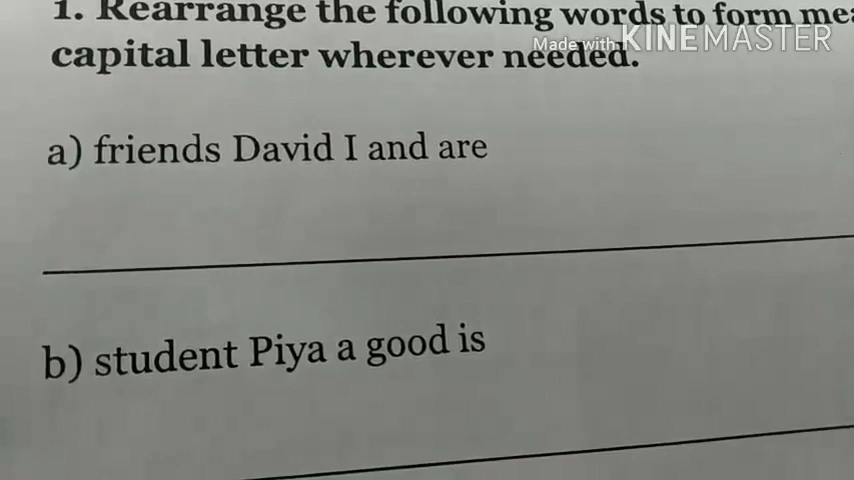 1. Rearrange the following words to form
Made with KINEMASTER
capital letter wherever needed.
a) friends David I and are
b) student Piya a good is